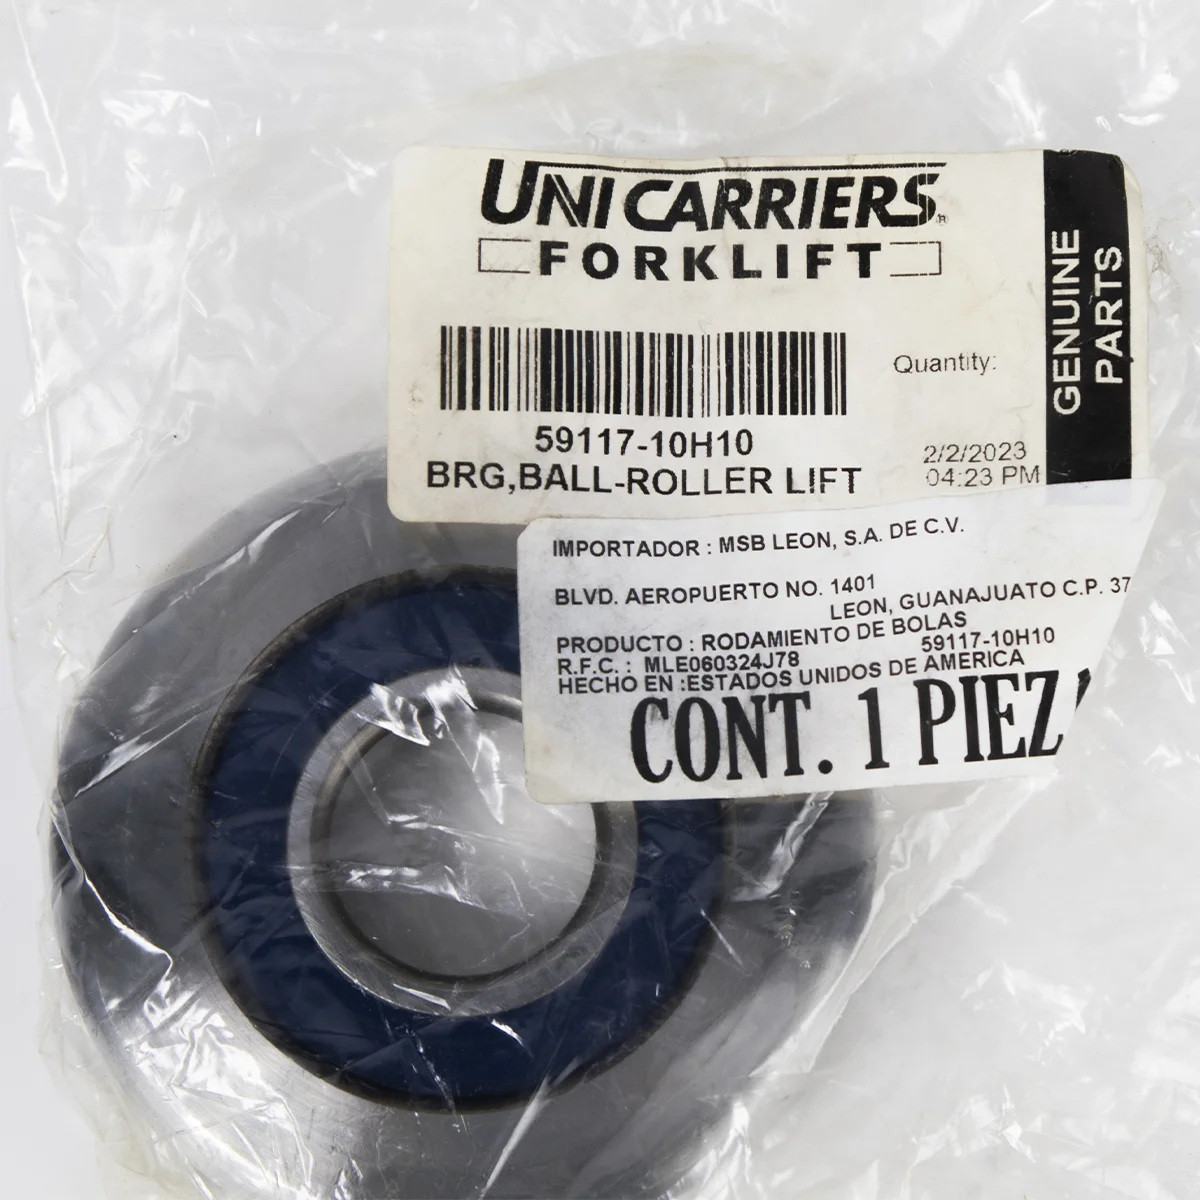 UNICARRIERS®
FORKLIFT
GENUINE
PARTS
Quantity:
59117-10H10
BRG,BALL-ROLLER LIFT
2/2/2023
04:23 PM
IMPORTADOR : MSB LEON, S.A. DE C.V.
BLVD. AEROPUERTO NO. 1401
LEON, GUANAJUATO C.P. 37
PRODUCTO : RODAMIENTO DE BOLAS
59117-10H10
R.F.C. : MLE060324J78
HECHO EN :ESTADOS UNIDOS DE AMERICA
CONT. 1 PIEZA